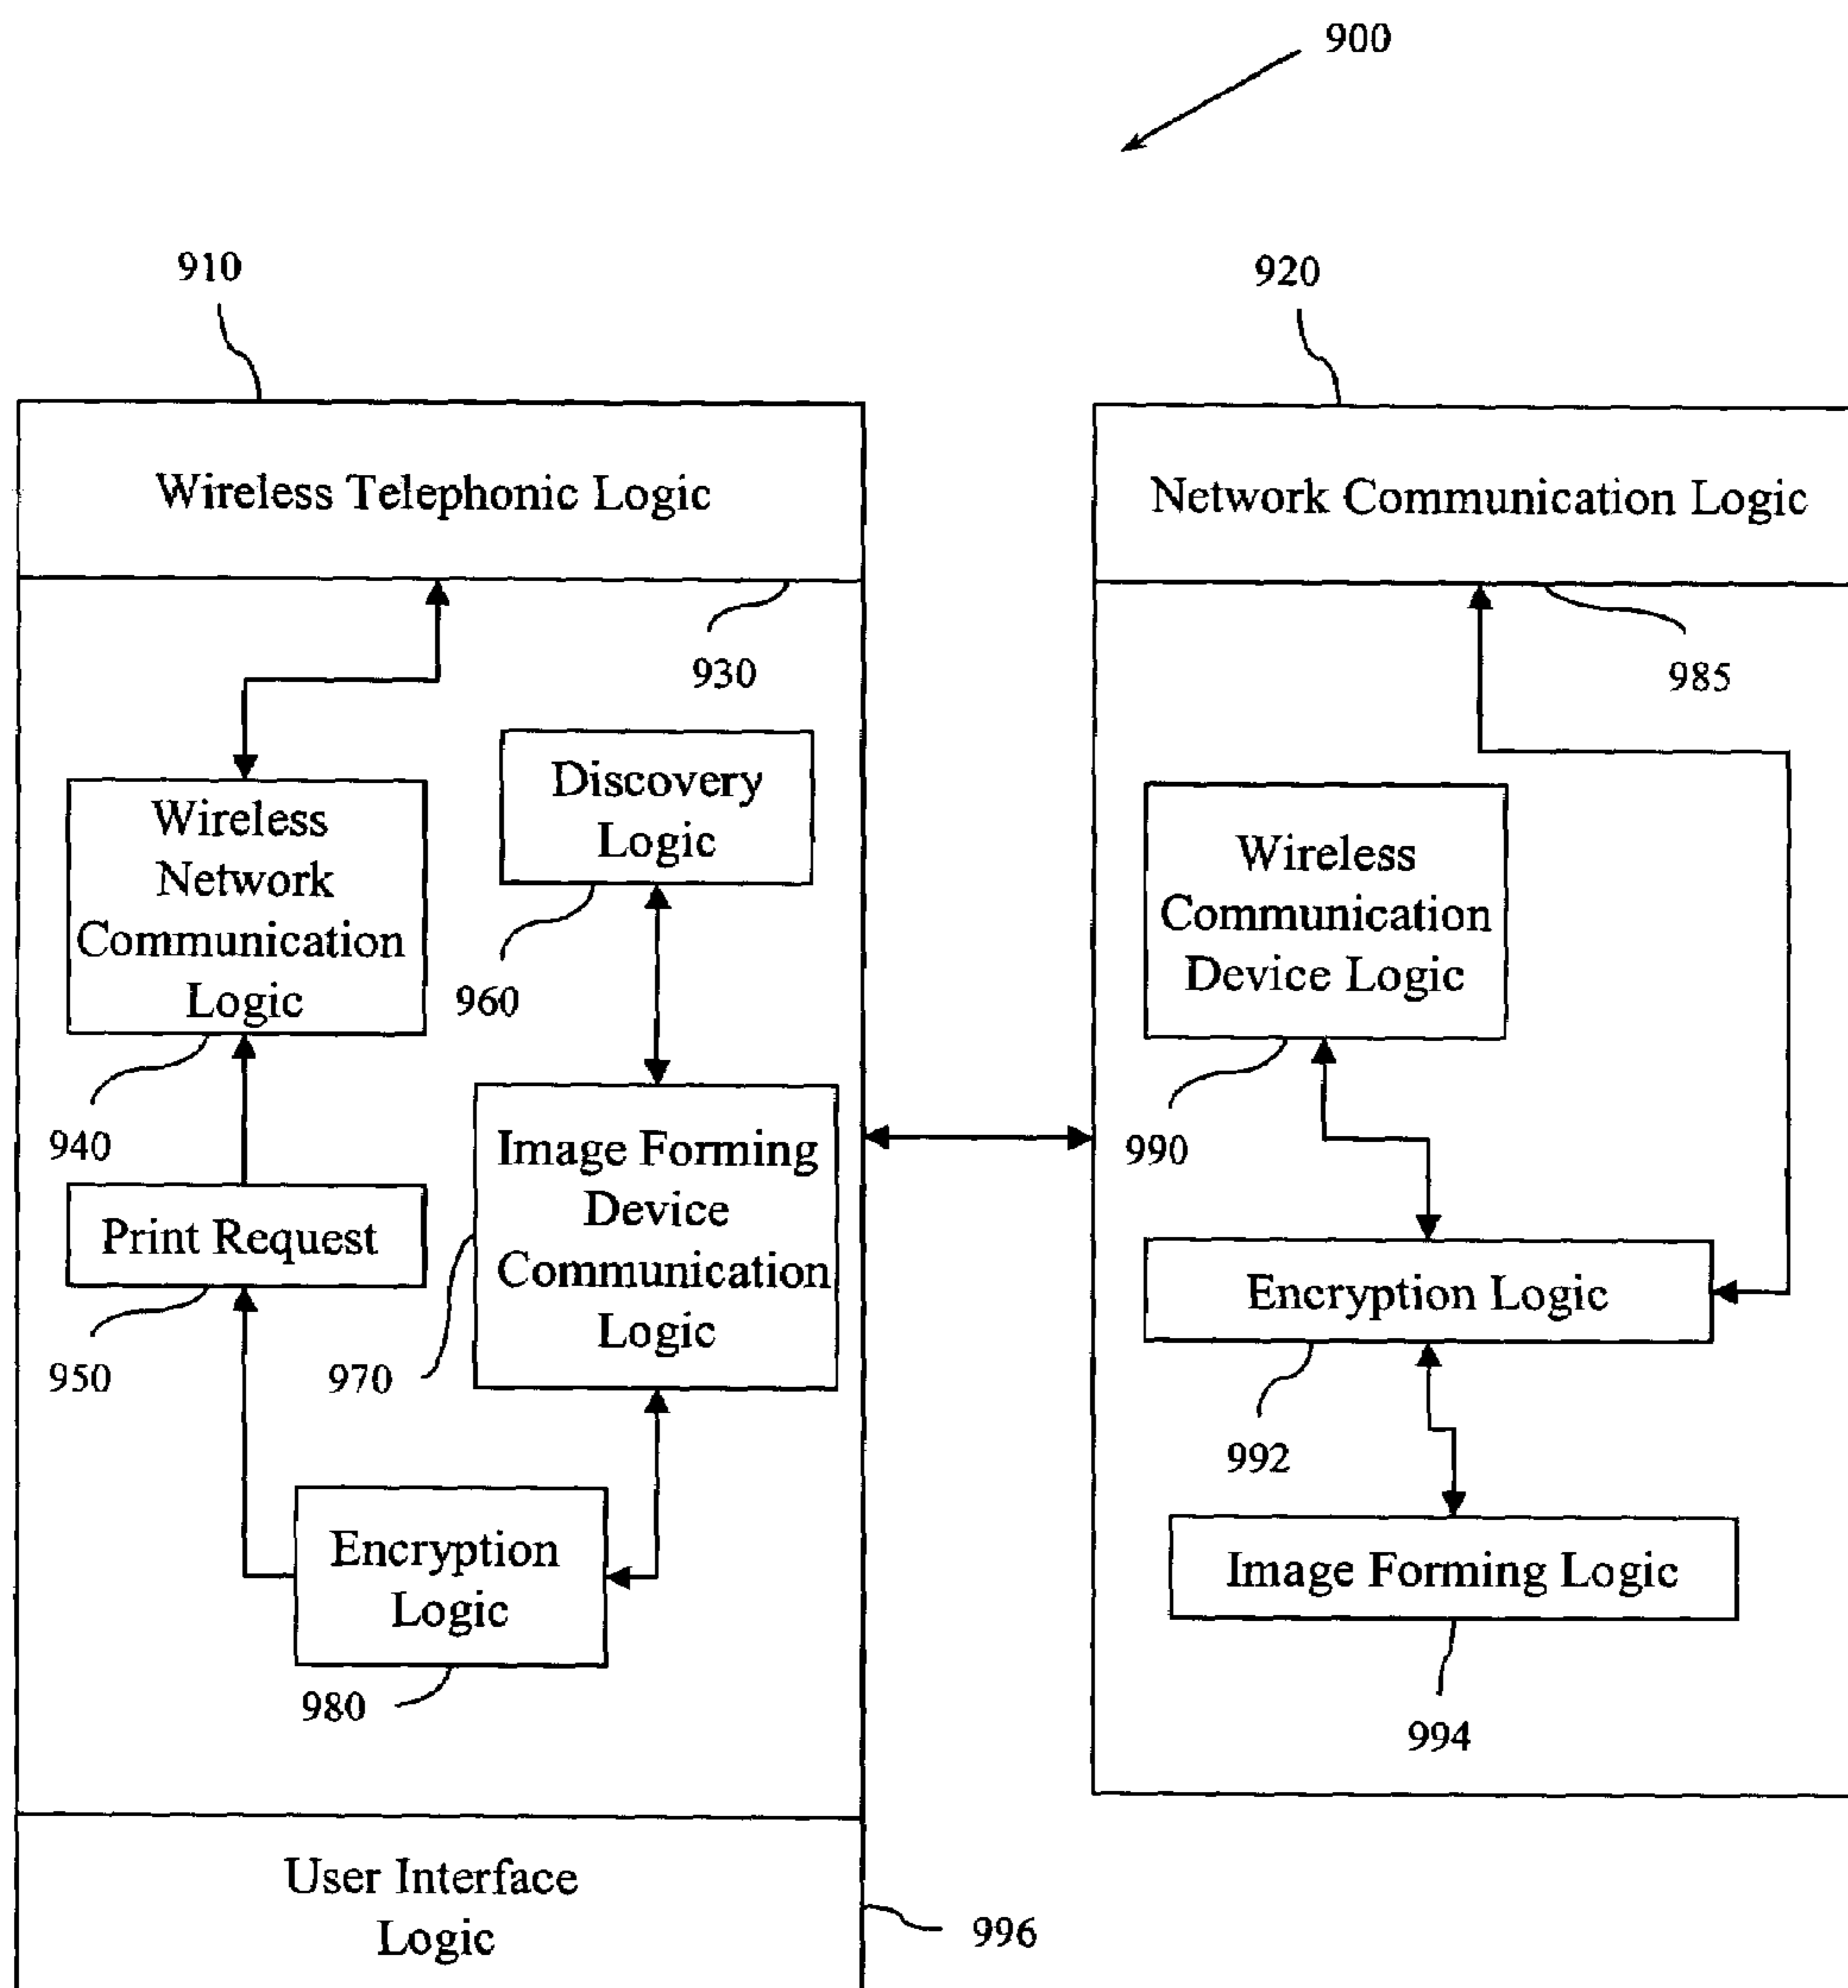 900
910
920
Wireless Telephonic Logic
Network Communication Logic
930
985
Discovery
Logic
Wireless
Network
Communication
Logic
960
940
Wireless
Communication
Device Logic
990
Image Forming
Device
Communication
Logic
Print Request
950
970
Encryption Logic
992
Encryption
Logic
980
Image Forming Logic
994
User Interface
Logic
996